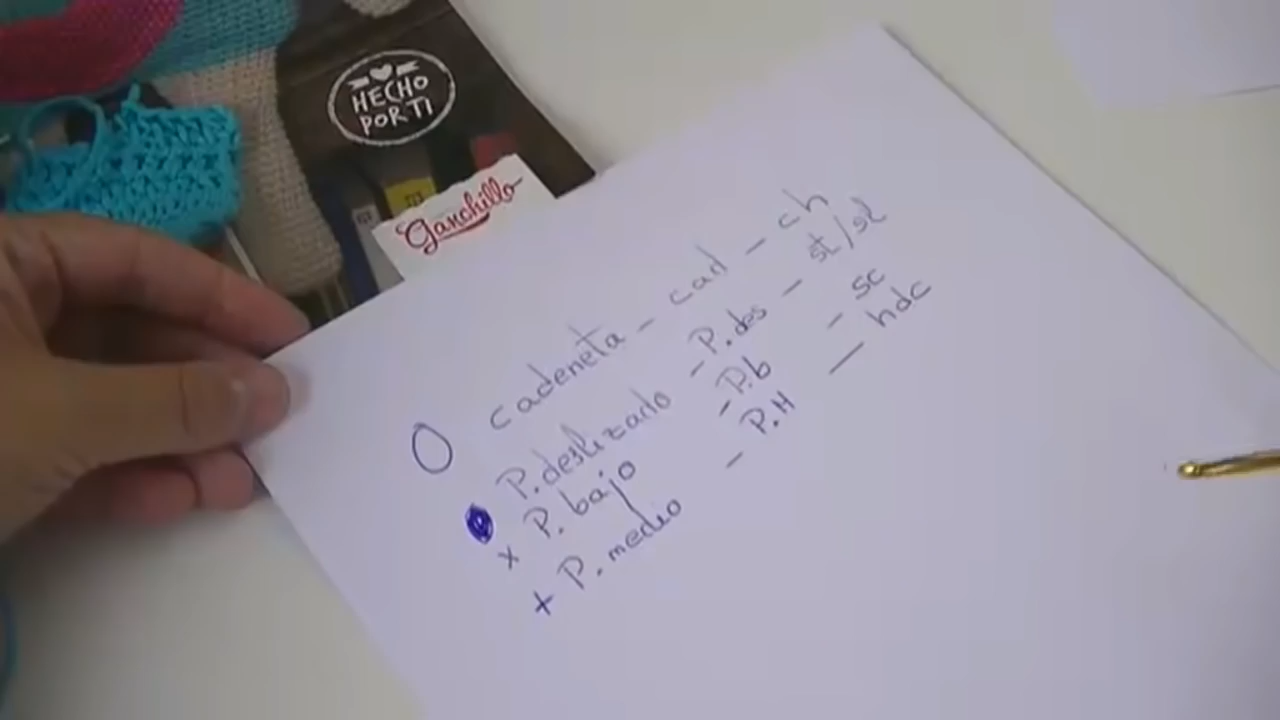 HECHO
POR TI
Ganchillo
O cadeneta - cad - ch
P. deslizado - P. des - st/sl
x P. bajo - P.b - sc
+ P. medio - P.H - hdc